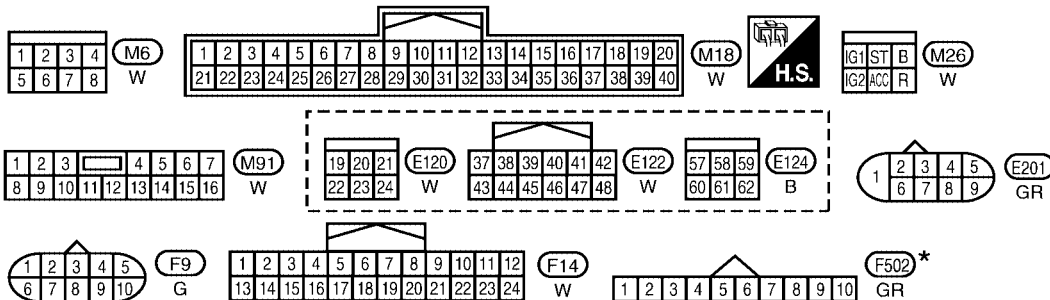 1 2 3 4 M6
5 6 7 8 W
1 2 3 4 5 6 7 8 9 10 11 12 13 14 15 16 17 18 19 20 M18
21 22 23 24 25 26 27 28 29 30 31 32 33 34 35 36 37 38 39 40 W
H.S.
IG1 ST B M26
IG2 ACC R W
1 2 3 4 5 6 7 M91
8 9 10 11 12 13 14 15 16 W
19 20 21 E120
22 23 24 W
37 38 39 40 41 42 E122
43 44 45 46 47 48 W
57 58 59 E124
60 61 62 B
1 2 3 4 5 E201
6 7 8 9 GR
1 2 3 4 5 F9
6 7 8 9 10 G
1 2 3 4 5 6 7 8 9 10 11 12 F14
13 14 15 16 17 18 19 20 21 22 23 24 W
F502 *
1 2 3 4 5 6 7 8 9 10 GR